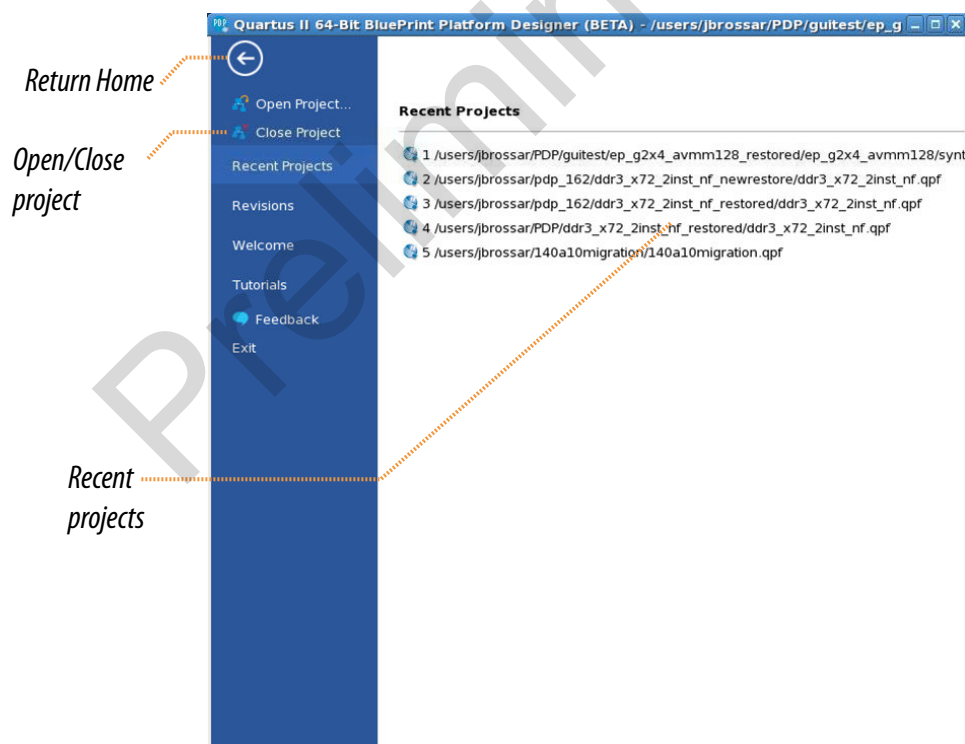 PDP Quartus II 64-Bit BluePrint Platform Designer (BETA) - /users/jbrossar/PDP/guitest/ep_g
Return Home
Open Project...
Close Project
Open/Close
project
Recent Projects
Revisions
Welcome
Tutorials
Feedback
Exit
Recent Projects
1 /users/jbrossar/PDP/guitest/ep_g2x4_avmm128_restored/ep_g2x4_avmm128/synt
2 /users/jbrossar/pdp_162/ddr3_x72_2inst_nf_newrestore/ddr3_x72_2inst_nf.qpf
3 /users/jbrossar/pdp_162/ddr3_x72_2inst_nf_restored/ddr3_x72_2inst_nf.qpf
4 /users/jbrossar/PDP/ddr3_x72_2inst_nf_restored/ddr3_x72_2inst_nf.qpf
5 /users/jbrossar/140a10migration/140a10migration.qpf
Recent
projects
Prelimin